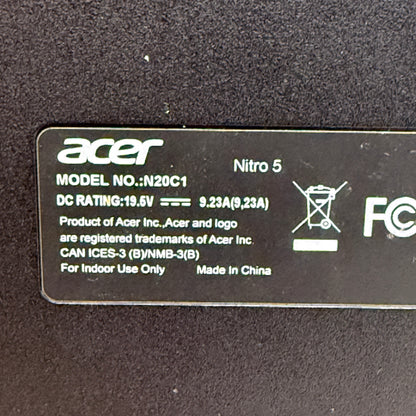 acer
Nitro 5
MODEL NO.:N20C1
DC RATING:19.5V ⎓ 9.23A(9,23A)
Product of Acer Inc.,Acer and logo
are registered trademarks of Acer Inc.
CAN ICES-3 (B)/NMB-3(B)
For Indoor Use Only Made In China
FC